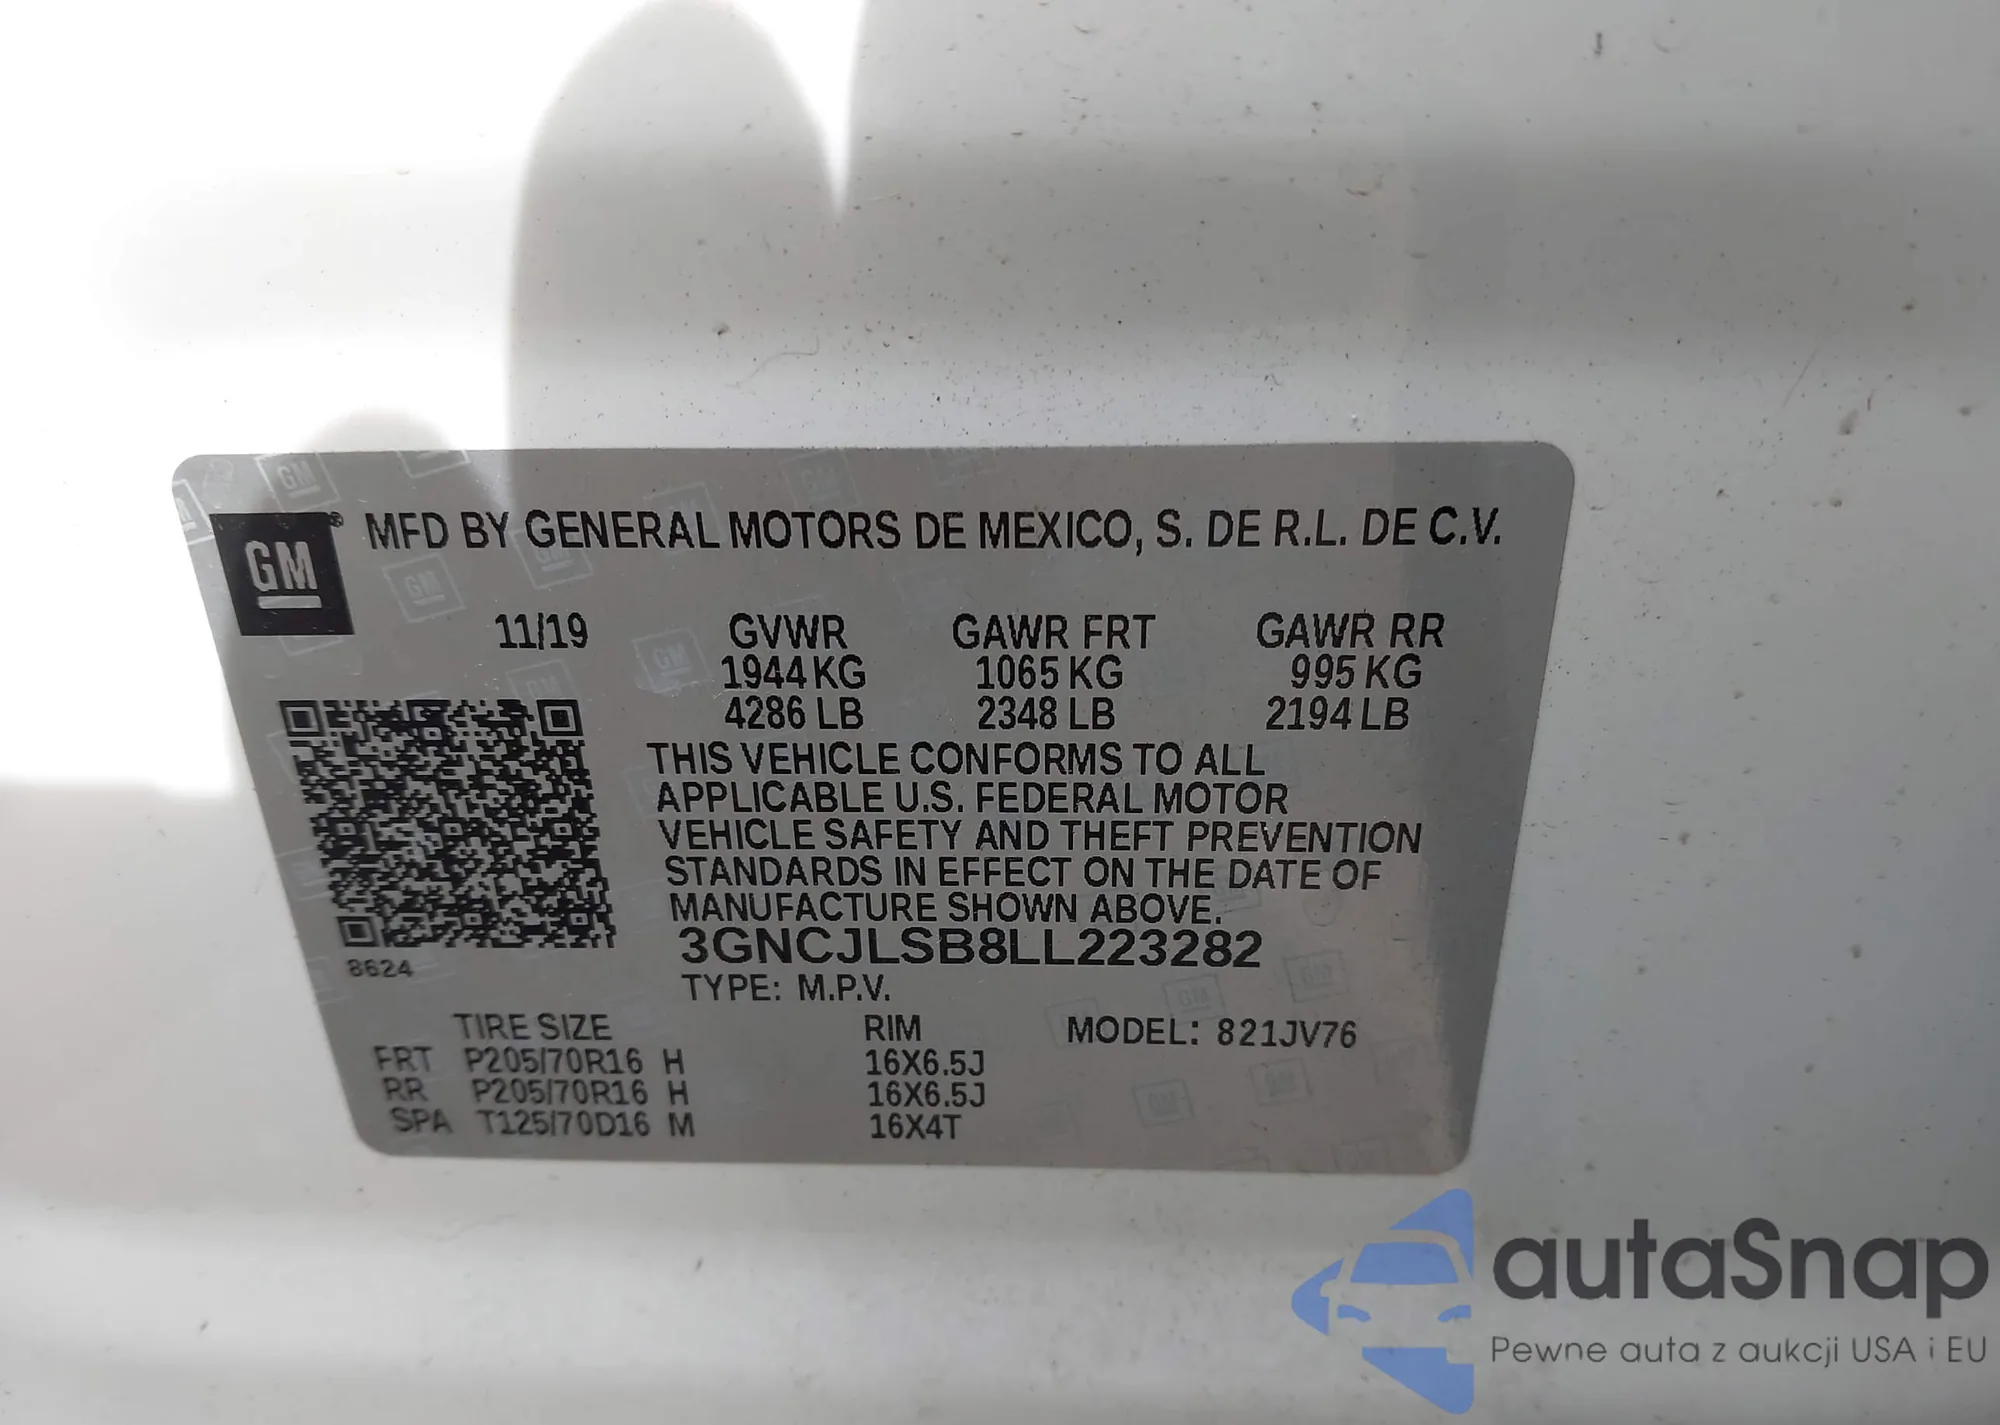 GM
MFD BY GENERAL MOTORS DE MEXICO, S. DE R.L. DE C.V.
11/19 GVWR GAWR FRT GAWR RR
1944 KG 1065 KG 995 KG
4286 LB 2348 LB 2194 LB
THIS VEHICLE CONFORMS TO ALL
APPLICABLE U.S. FEDERAL MOTOR
VEHICLE SAFETY AND THEFT PREVENTION
STANDARDS IN EFFECT ON THE DATE OF
MANUFACTURE SHOWN ABOVE.
3GNCJLSB8LL223282
8624
TYPE: M.P.V.
TIRE SIZE RIM MODEL: 821JV76
FRT P205/70R16 H 16X6.5J
RR P205/70R16 H 16X6.5J
SPA T125/70D16 M 16X4T
autaSnap
Pewne auta z aukcji USA i EU